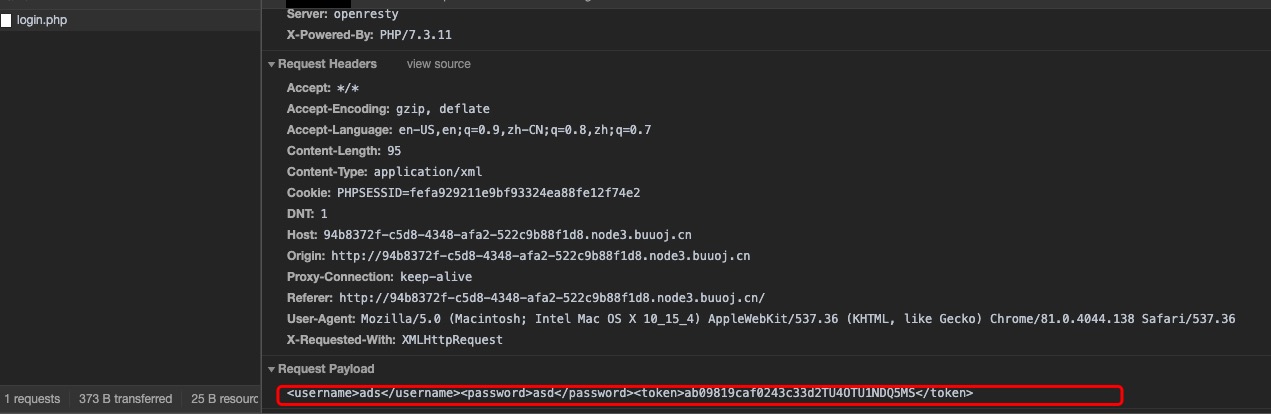 login.php
Server: openresty
X-Powered-By: PHP/7.3.11
Request Headers view source
Accept: */*
Accept-Encoding: gzip, deflate
Accept-Language: en-US,en;q=0.9,zh-CN;q=0.8,zh;q=0.7
Content-Length: 95
Content-Type: application/xml
Cookie: PHPSESSID=fefa929211e9bf93324ea88fe12f74e2
DNT: 1
Host: 94b8372f-c5d8-4348-afa2-522c9b88f1d8.node3.buuoj.cn
Origin: http://94b8372f-c5d8-4348-afa2-522c9b88f1d8.node3.buuoj.cn
Proxy-Connection: keep-alive
Referer: http://94b8372f-c5d8-4348-afa2-522c9b88f1d8.node3.buuoj.cn/
User-Agent: Mozilla/5.0 (Macintosh; Intel Mac OS X 10_15_4) AppleWebKit/537.36 (KHTML, like Gecko) Chrome/81.0.4044.138 Safari/537.36
X-Requested-With: XMLHttpRequest
Request Payload
<username>ads</username><password>asd</password><token>ab09819caf0243c33d2TU4OTU1NDQ5MS</token>
1 requests 373 B transferred 25 B resourc